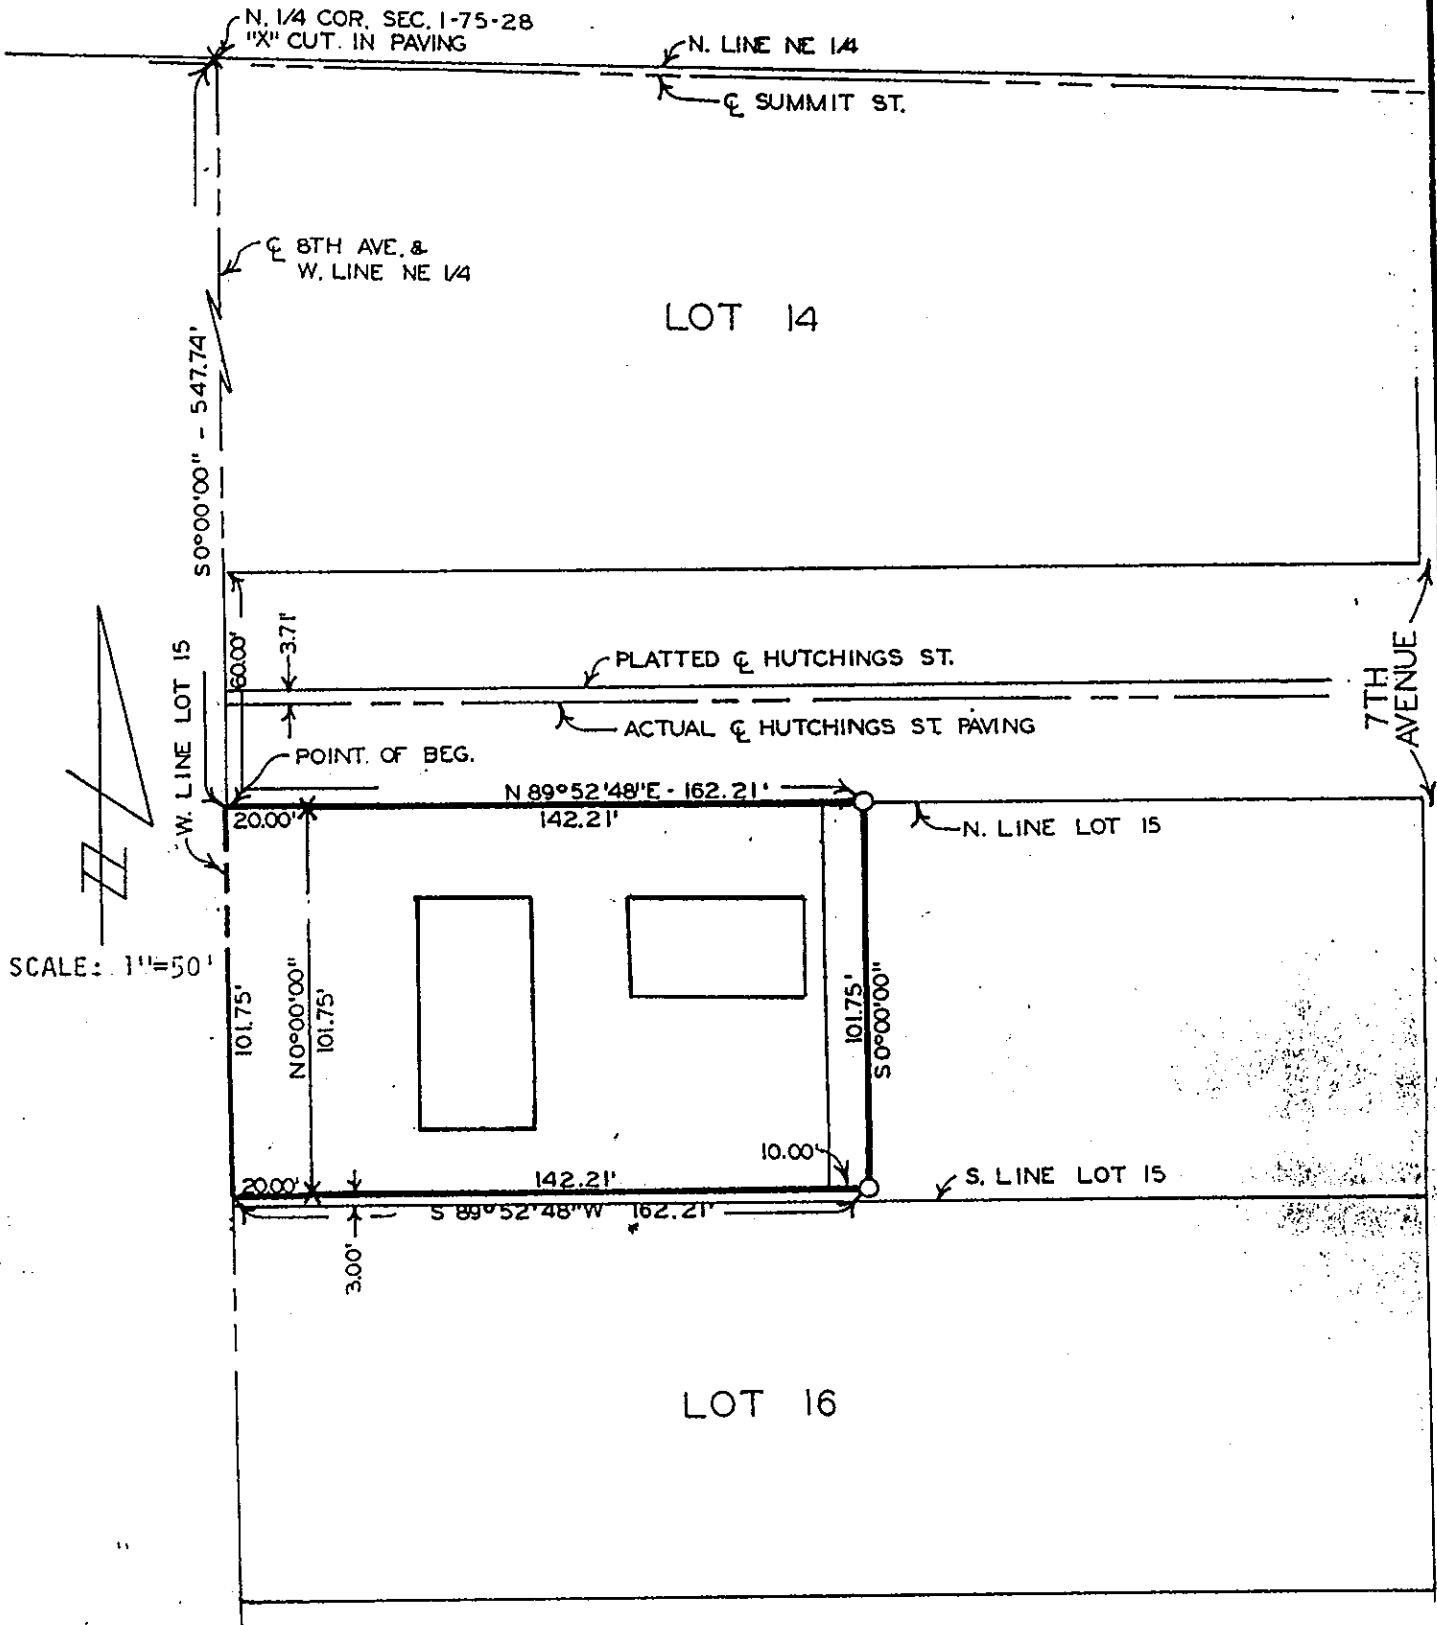 N. 1/4 COR. SEC. 1-75-28
"X" CUT. IN PAVING
N. LINE NE 1/4
℄ SUMMIT ST.
℄ 8TH AVE. &
W. LINE NE 1/4
LOT 14
S 0°00'00" - 547.74'
W. LINE LOT 15
60.00'
3.71'
PLATTED ℄ HUTCHINGS ST.
ACTUAL ℄ HUTCHINGS ST. PAVING
7TH
AVENUE
POINT. OF BEG.
N 89°52'48"E - 162.21'
20.00'
142.21'
N. LINE LOT 15
SCALE: 1"=50'
101.75'
N0°00'00"
101.75'
101.75'
S0°00'00"
10.00'
20.00'
142.21'
S. LINE LOT 15
S 89°52'48"W 162.21'
3.00'
LOT 16